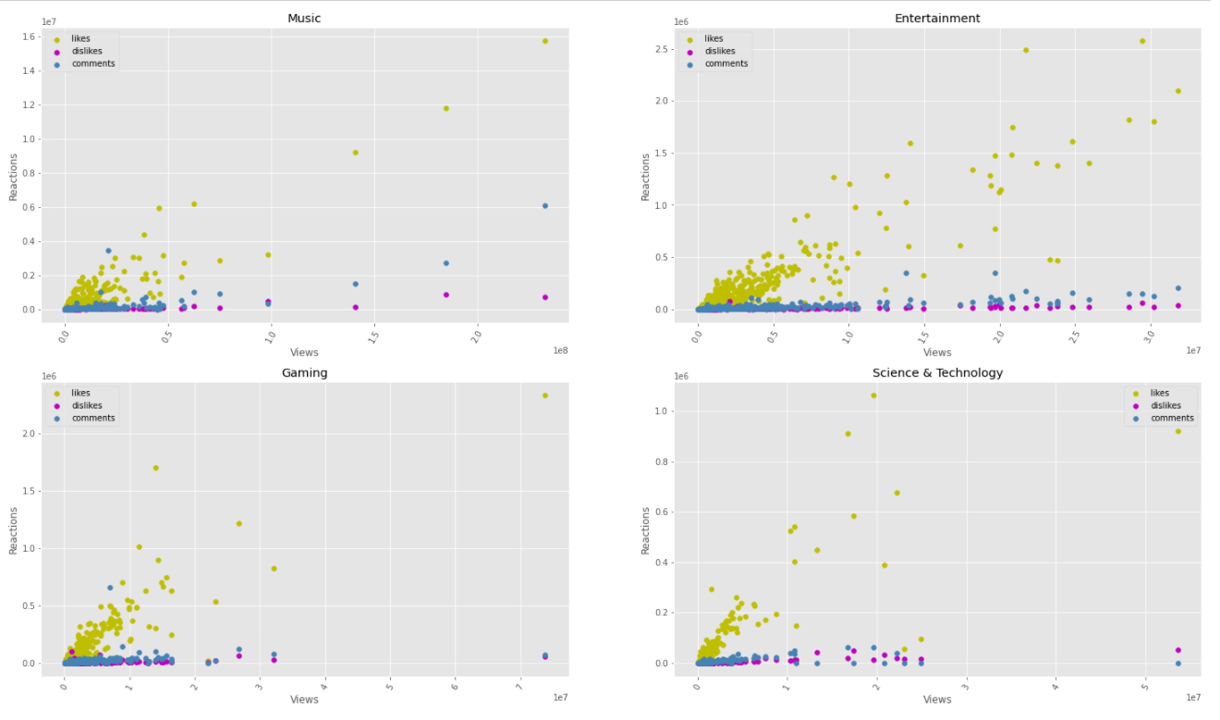 Music
1e7
likes
dislikes
comments
1.6
1.4
1.2
1.0
0.8
0.6
0.4
0.2
0.0
Reactions
0.0
0.5
1.0
1.5
2.0
Views
1e8
Entertainment
1e6
likes
dislikes
comments
2.5
2.0
1.5
1.0
0.5
0.0
Reactions
0.0
0.5
1.0
1.5
2.0
2.5
3.0
Views
1e7
Gaming
1e6
likes
dislikes
comments
2.0
1.5
1.0
0.5
0.0
Reactions
0
1
2
3
4
5
6
7
Views
1e7
Science & Technology
1e6
likes
dislikes
comments
1.0
0.8
0.6
0.4
0.2
0.0
Reactions
0
1
2
3
4
5
Views
1e7